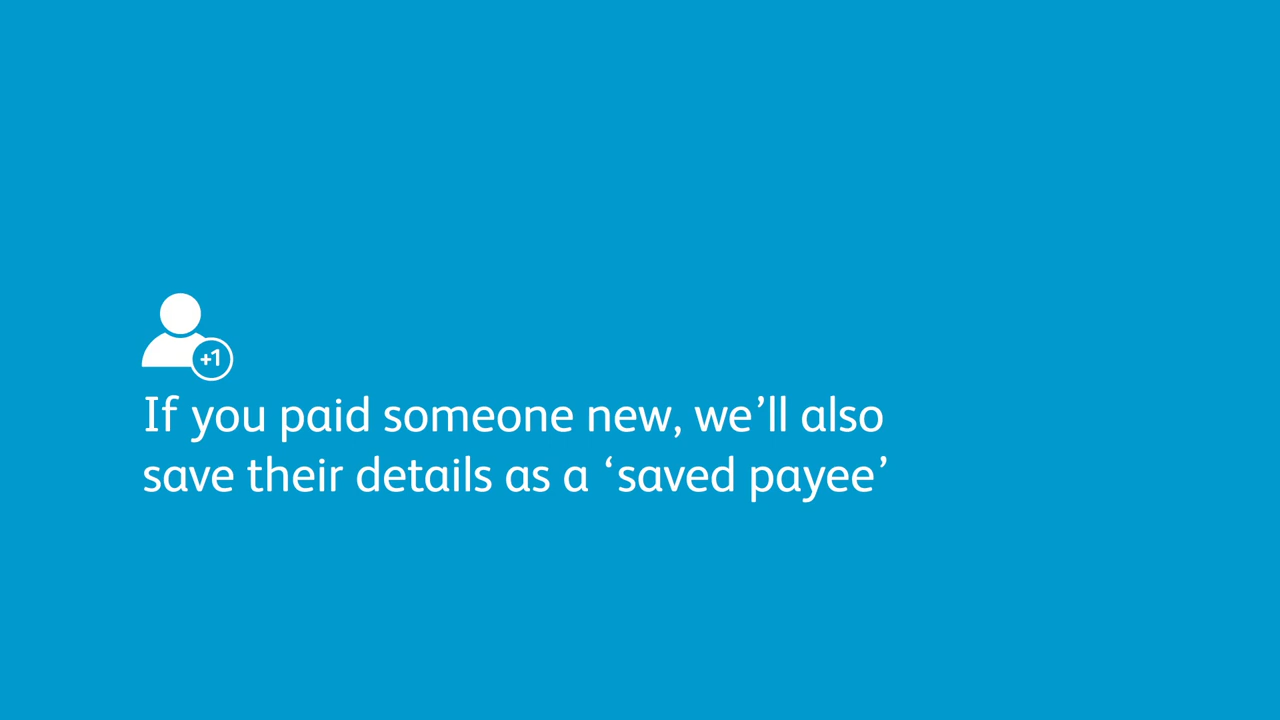 +1
If you paid someone new, we’ll also
save their details as a ‘saved payee’